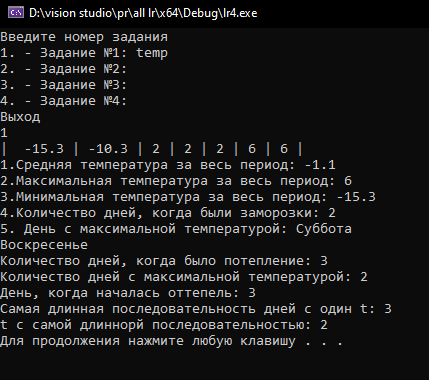 D:\vision studio\pr\all lr\x64\Debug\lr4.exe
Введите номер задания
1. - Задание №1: temp
2. - Задание №2:
3. - Задание №3:
4. - Задание №4:
Выход
1
|  -15.3 | -10.3 | 2 | 2 | 2 | 6 | 6 |
1.Средняя температура за весь период: -1.1
2.Максимальная температура за весь период: 6
3.Минимальная температура за весь период: -15.3
4.Количество дней, когда были заморозки: 2
5. День с максимальной температурой: Суббота
Воскресенье
Количество дней, когда было потепление: 3
Количество дней с максимальной температурой: 2
День, когда началась оттепель: 3
Самая длинная последовательность дней с один t: 3
t с самой длиннорй последовательностью: 2
Для продолжения нажмите любую клавишу . . .